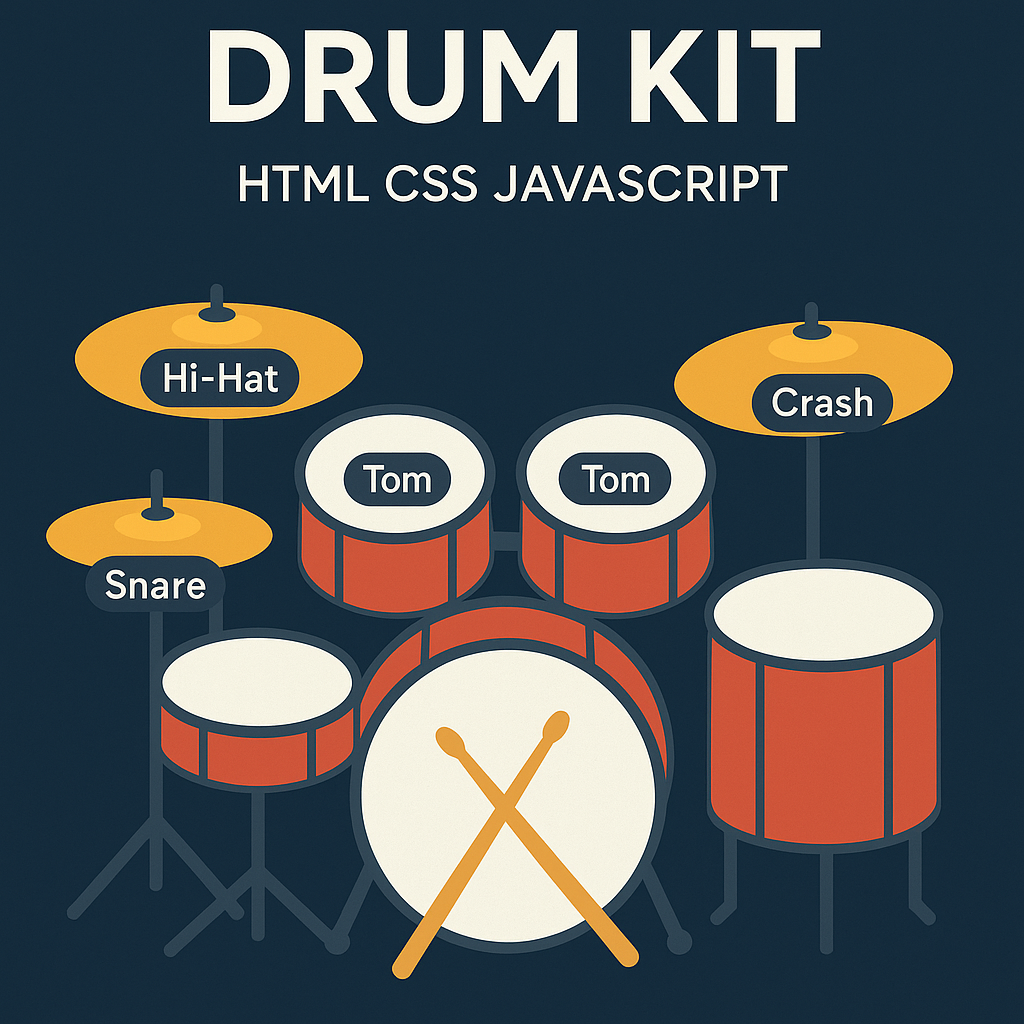 DRUM KIT
HTML CSS JAVASCRIPT
Hi-Hat
Crash
Tom
Tom
Snare